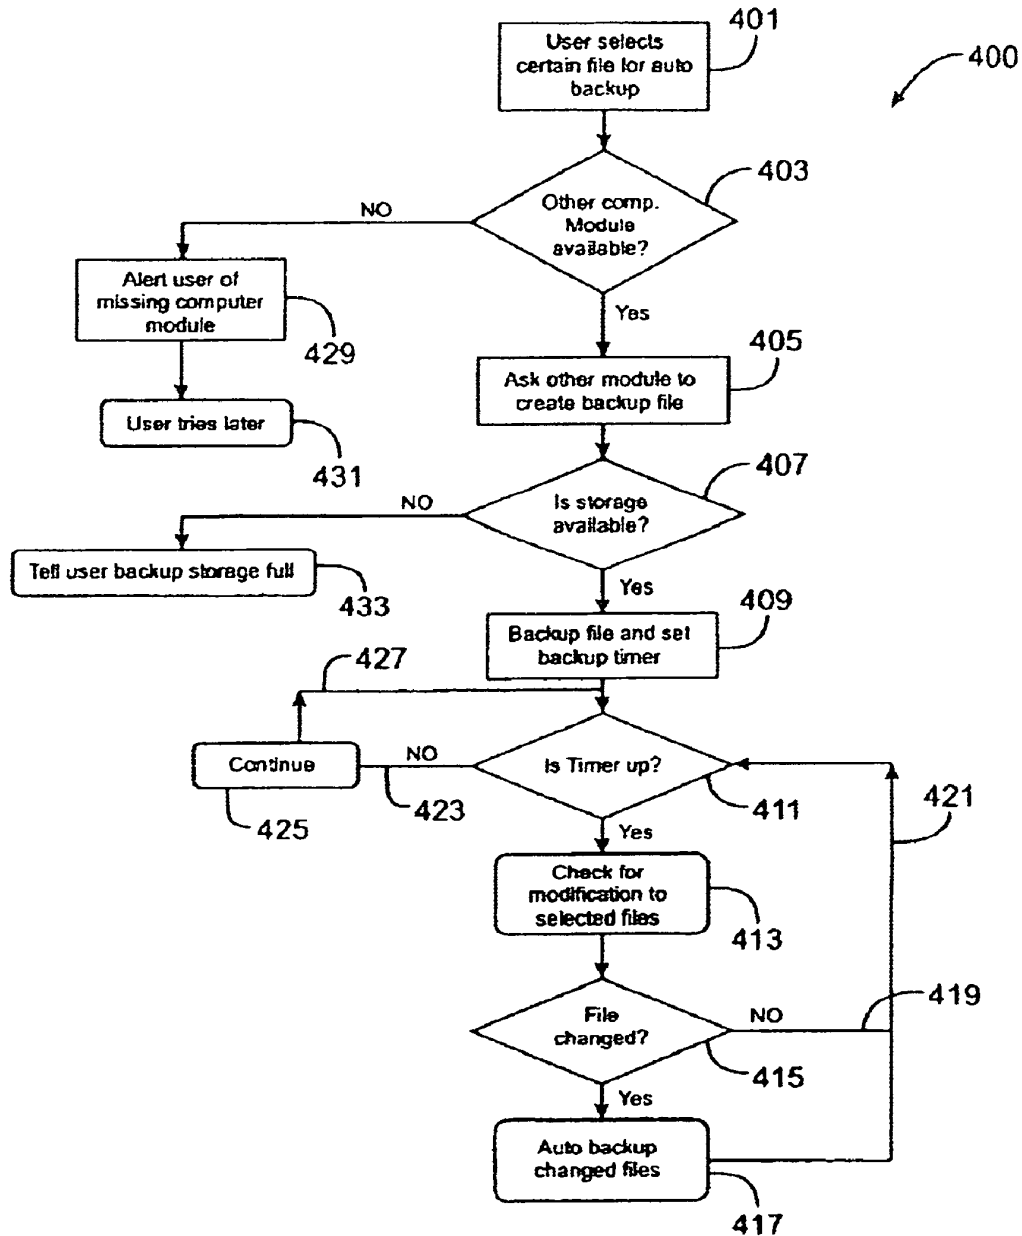 401
User selects
certain file for auto
backup
400
403
Other comp.
Module
available?
NO
Alert user of
missing computer
module
429
Yes
405
Ask other module to
create backup file
User tries later
431
407
Is storage
available?
NO
Tell user backup storage full
433
Yes
409
Backup file and set
backup timer
427
Continue
425
NO
423
Is Timer up?
411
421
Yes
Check for
modification to
selected files
413
File
changed?
NO
419
415
Yes
Auto backup
changed files
417